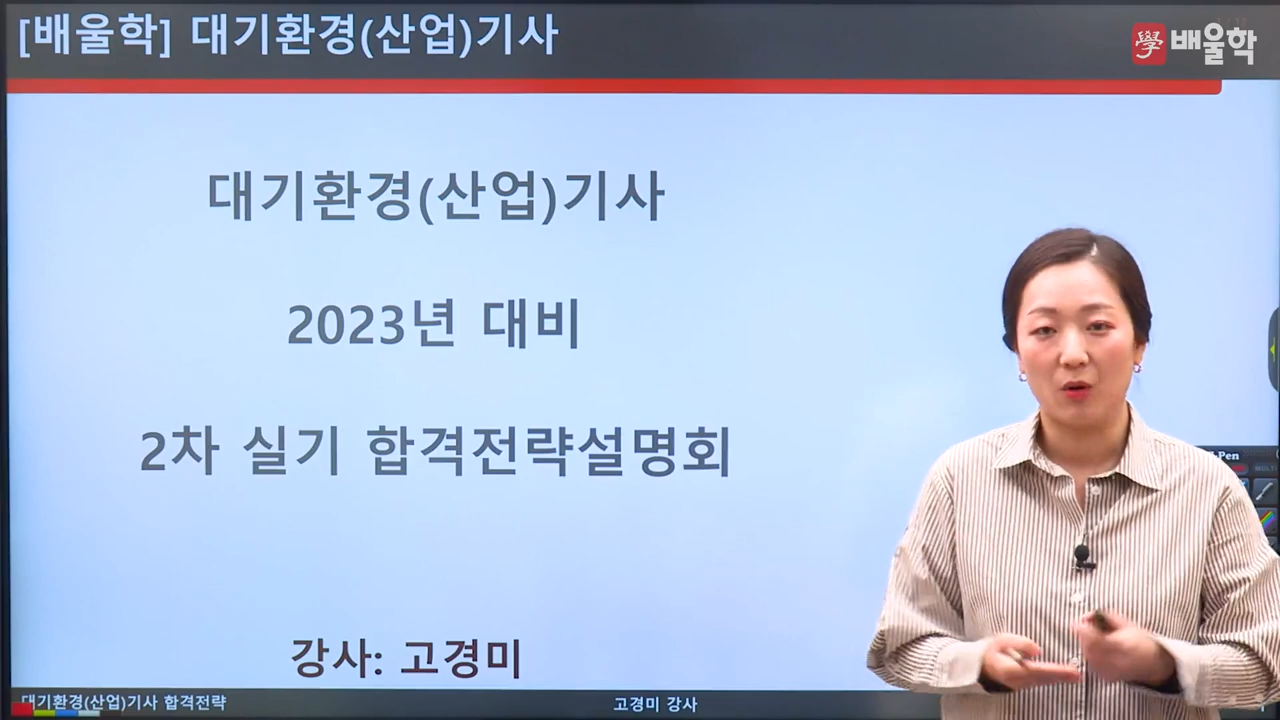 [배울학] 대기환경(산업)기사
學 배울학
대기환경(산업)기사
2023년 대비
2차 실기 합격전략설명회
강사: 고경미
Pen
대기환경(산업)기사 합격전략
고경미 강사